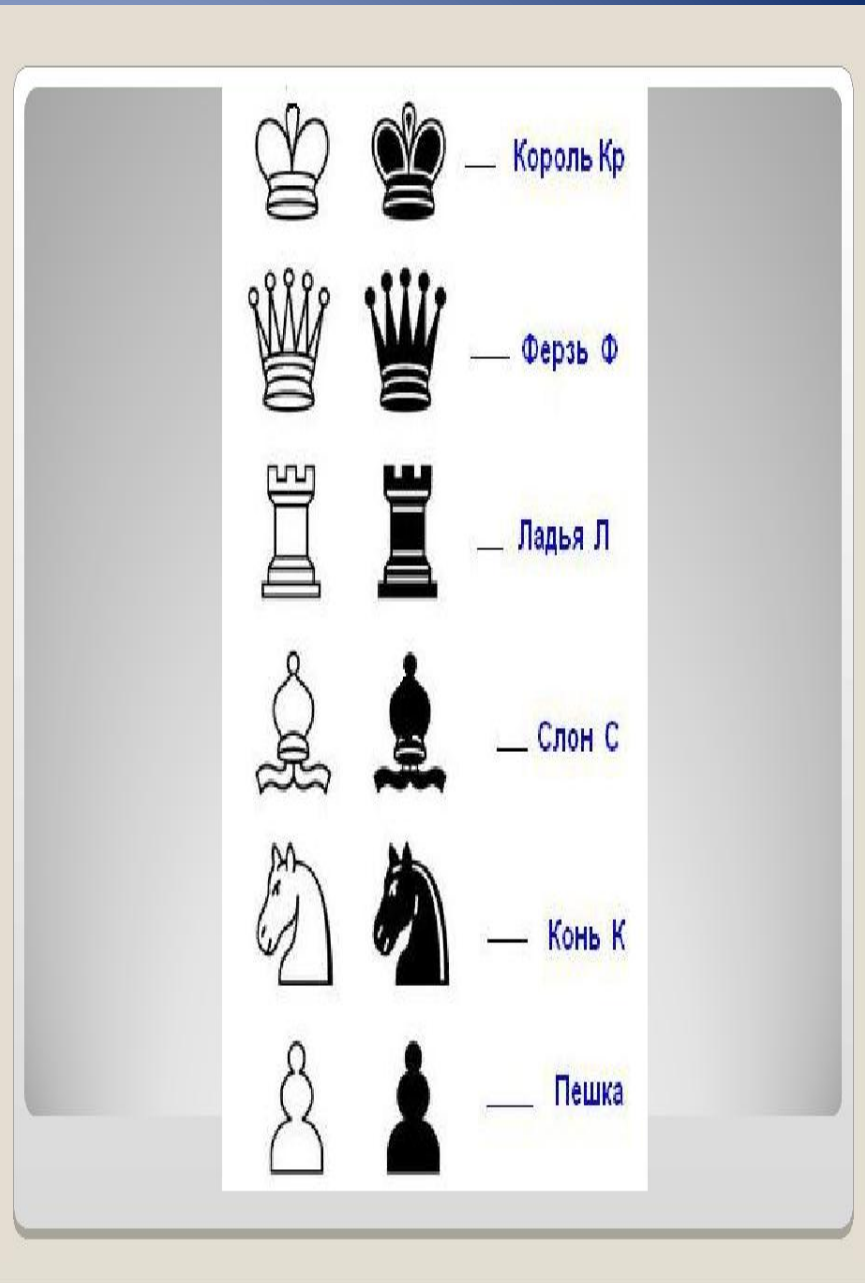 — Король Кр
— Ферзь Ф
— Ладья Л
— Слон С
— Конь К
— Пешка